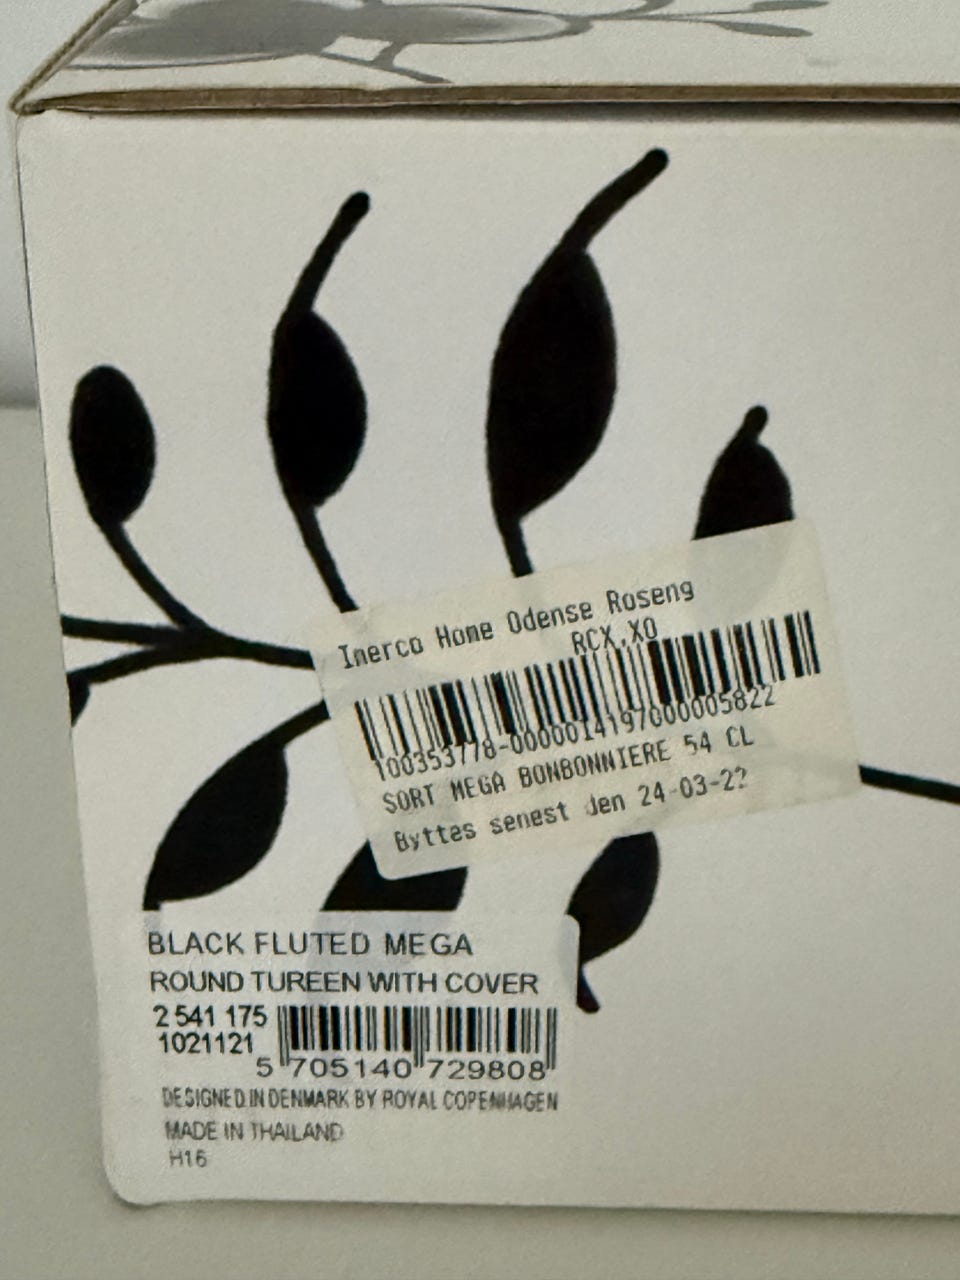 Imerco Home Odense Roseng
RCX.XO
100353778-0000014197000005822
SORT MEGA BONBONNIERE 54 CL
Byttes senest den 24-03-22
BLACK FLUTED MEGA
ROUND TUREEN WITH COVER
2 541 175
1021121
5 705140 729808
DESIGNED IN DENMARK BY ROYAL COPENHAGEN
MADE IN THAILAND
H16